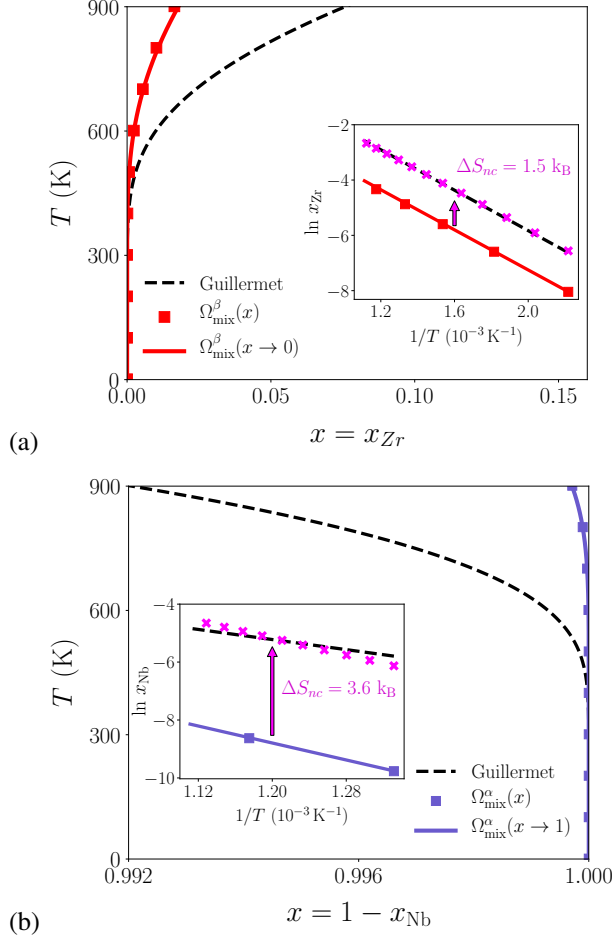 (a)
T (K)
900
600
300
0
0.00 0.05 0.10 0.15
x = x_{Zr}
Guillermet
Ω^β_mix(x)
Ω^β_mix(x → 0)
ln x_Zr
−2
−4
−6
−8
ΔS_nc = 1.5 k_B
1.2 1.6 2.0
1/T (10^−3 K^−1)
(b)
T (K)
900
600
300
0
0.992 0.996 1.000
x = 1 − x_Nb
ln x_Nb
−4
−6
−8
−10
ΔS_nc = 3.6 k_B
1.12 1.20 1.28
1/T (10^−3 K^−1)
Guillermet
Ω^α_mix(x)
Ω^α_mix(x → 1)